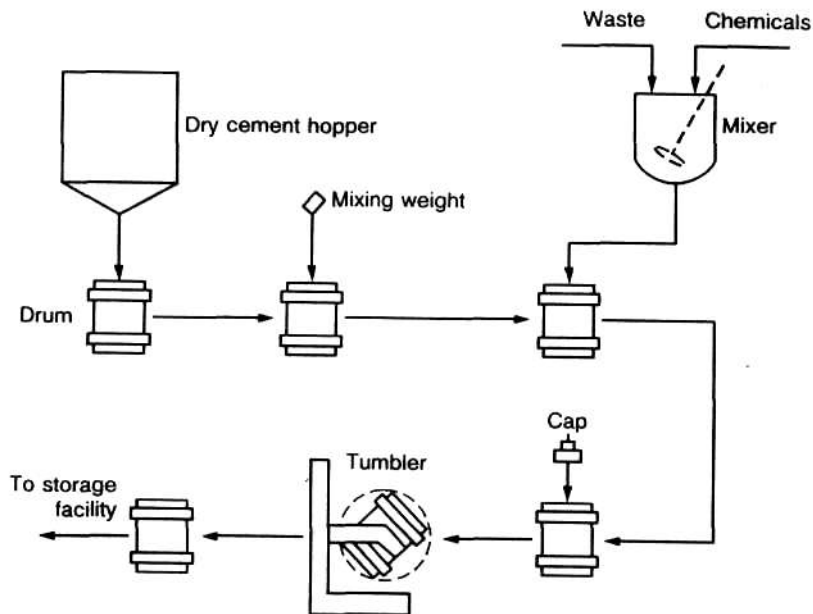 Waste
Chemicals
Dry cement hopper
Mixer
Mixing weight
Drum
Cap
Tumbler
To storage
facility